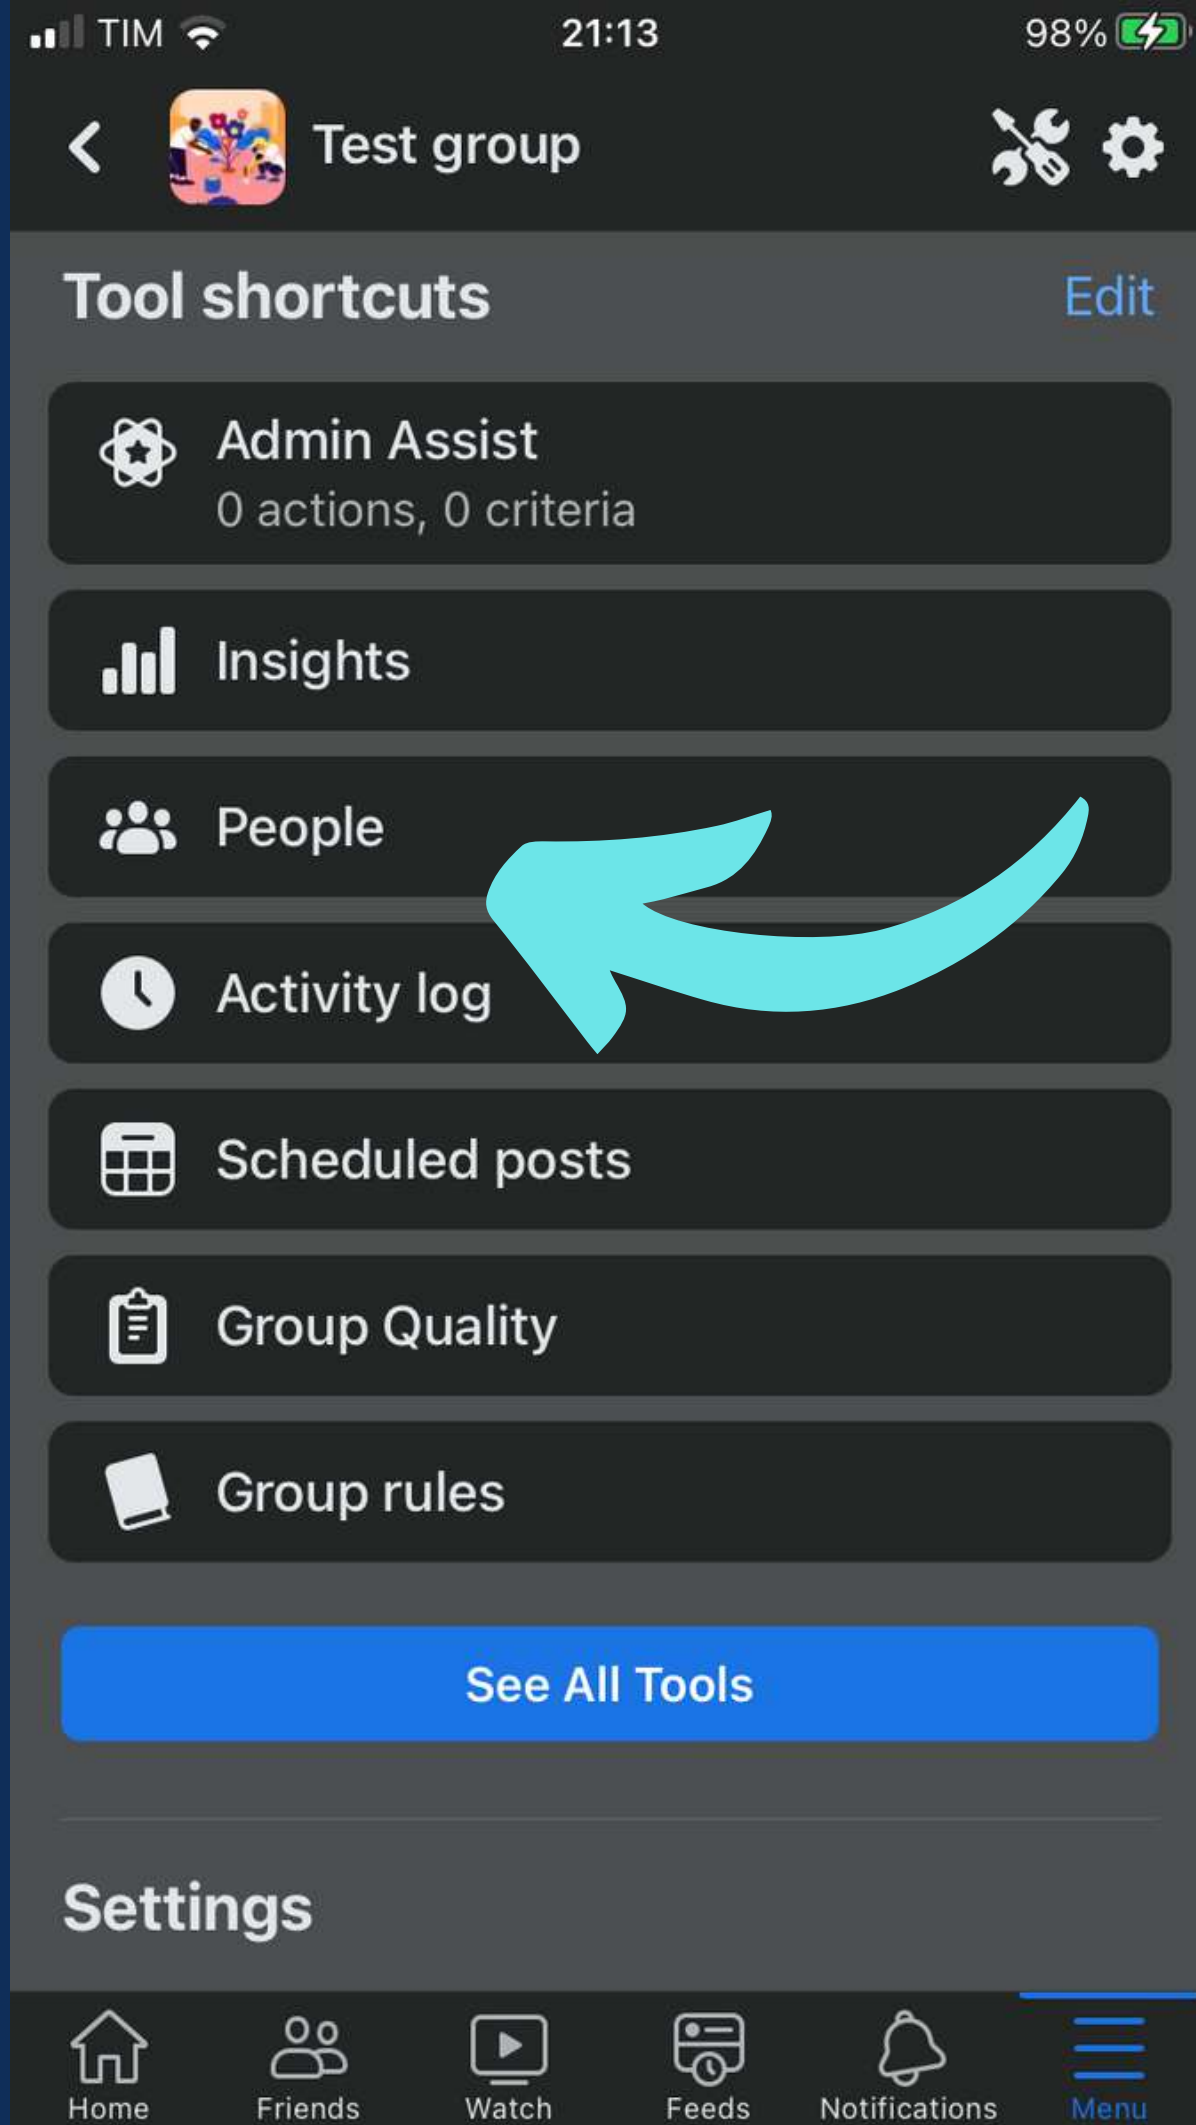 TIM 21:13 98%
Test group
Tool shortcuts Edit
Admin Assist
0 actions, 0 criteria
Insights
People
Activity log
Scheduled posts
Group Quality
Group rules
See All Tools
Settings
Home Friends Watch Feeds Notifications Menu